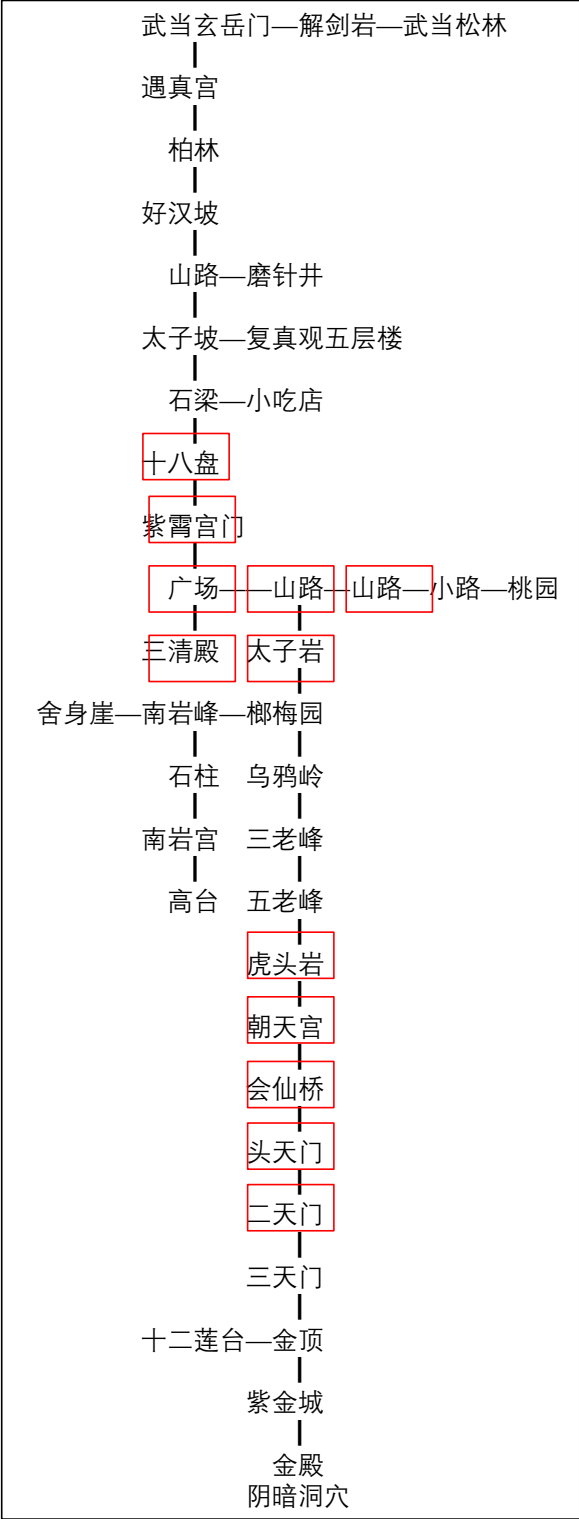 武当玄岳门—解剑岩—武当松林
遇真宫
柏林
好汉坡
山路—磨针井
太子坡—复真观五层楼
石梁—小吃店
十八盘
紫霄宫门
广场——山路—山路—小路—桃园
三清殿 太子岩
舍身崖—南岩峰—榔梅园
石柱 乌鸦岭
南岩宫 三老峰
高台 五老峰
虎头岩
朝天宫
会仙桥
头天门
二天门
三天门
十二莲台—金顶
紫金城
金殿
阴暗洞穴